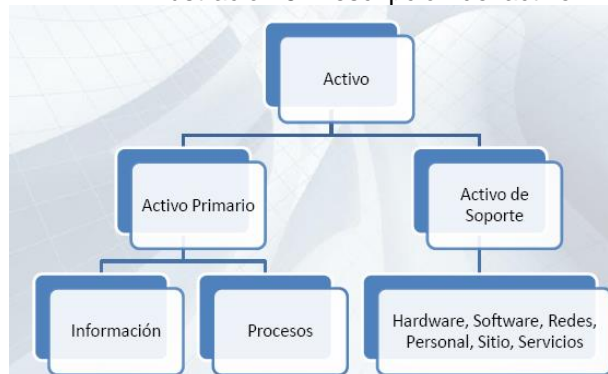 Activo
Activo Primario
Activo de
Soporte
Información
Procesos
Hardware, Software, Redes,
Personal, Sitio, Servicios